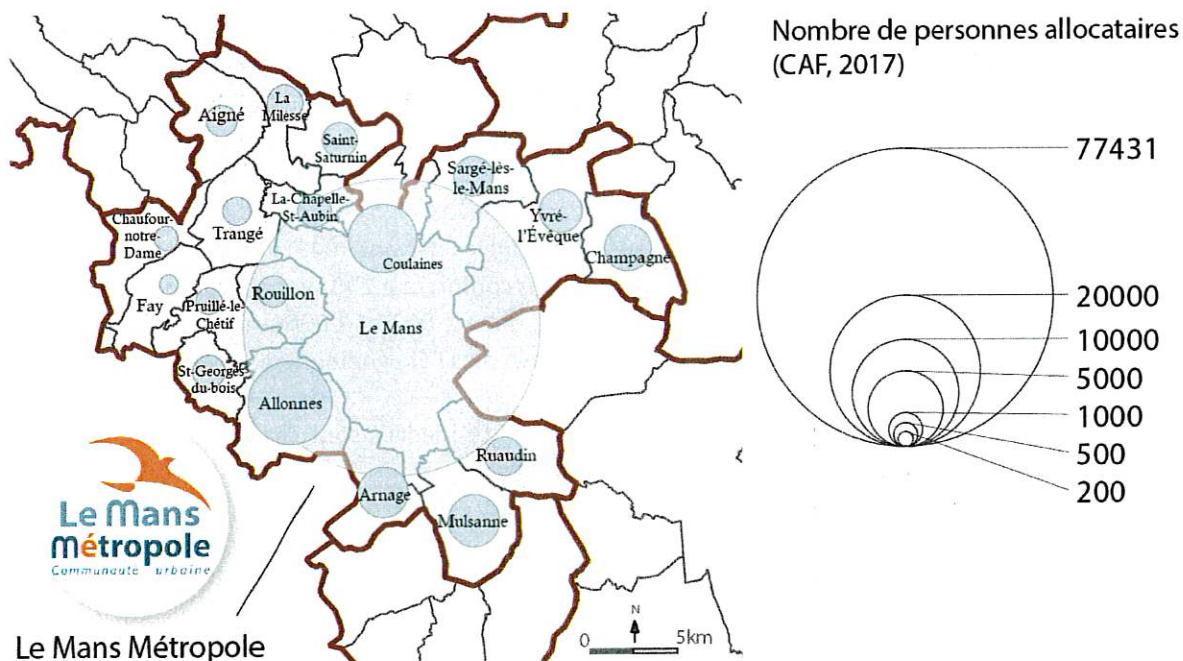 Nombre de personnes allocataires
(CAF, 2017)
77431
20000
10000
5000
1000
500
200
Aigné
La
Milesse
Saint-
Saturnin
Sargé-lès-
le-Mans
La-Chapelle-
St-Aubin
Yvré-
l'Évêque
Chaufour-
notre-
Dame
Trangé
Coulaines
Champagne
Fay
Pruillé-le-
Chétif
Rouillon
Le Mans
St-Georges-
du-bois
Allonnes
Ruaudin
Arnage
Mulsanne
Le Mans
Métropole
Communauté urbaine
Le Mans Métropole
N
0 5km